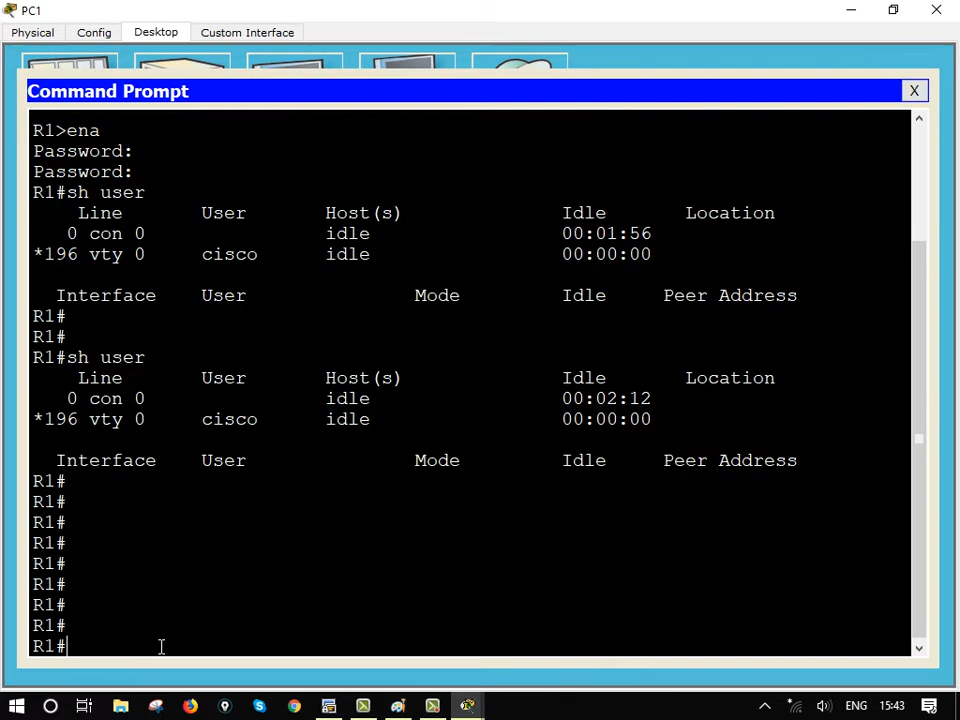 PC1
Physical Config Desktop Custom Interface
Command Prompt X
R1>ena
Password:
Password:
R1#sh user
Line User Host(s) Idle Location
0 con 0 idle 00:01:56
*196 vty 0 cisco idle 00:00:00
Interface User Mode Idle Peer Address
R1#
R1#
R1#sh user
Line User Host(s) Idle Location
0 con 0 idle 00:02:12
*196 vty 0 cisco idle 00:00:00
Interface User Mode Idle Peer Address
R1#
R1#
R1#
R1#
R1#
R1#
R1#
R1#
R1#
ENG 15:43